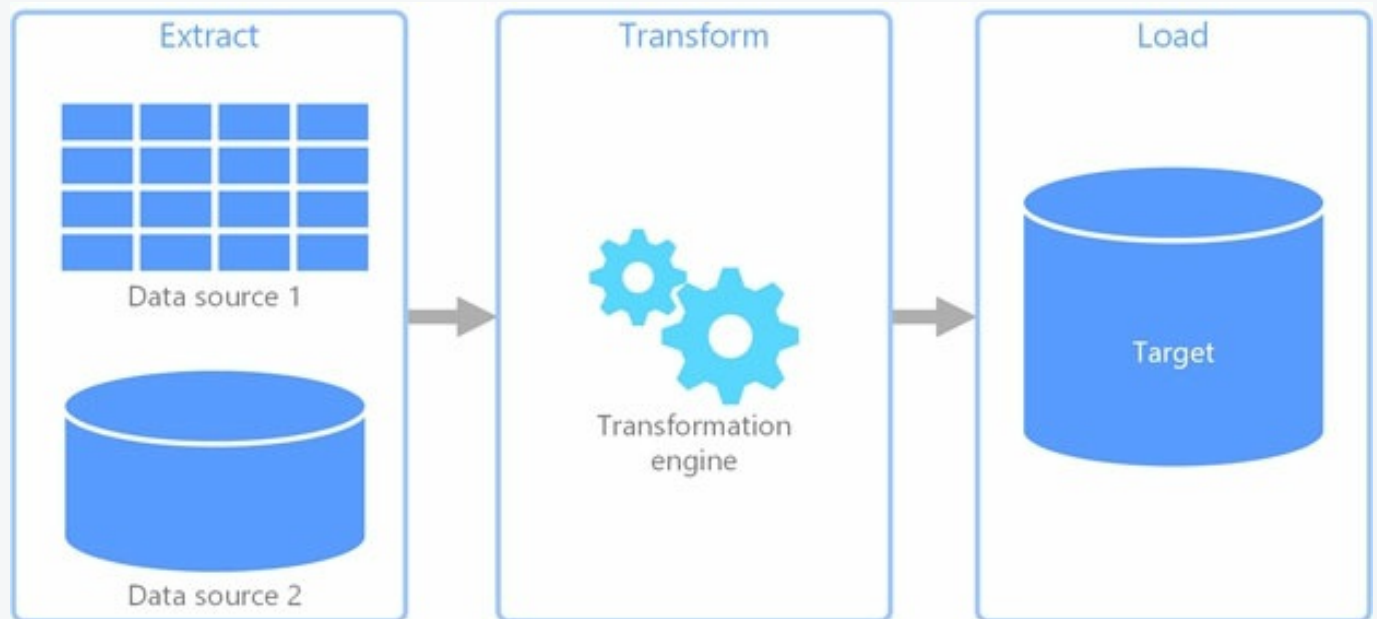 Extract
Data source 1
Data source 2
Transform
Transformation
engine
Load
Target